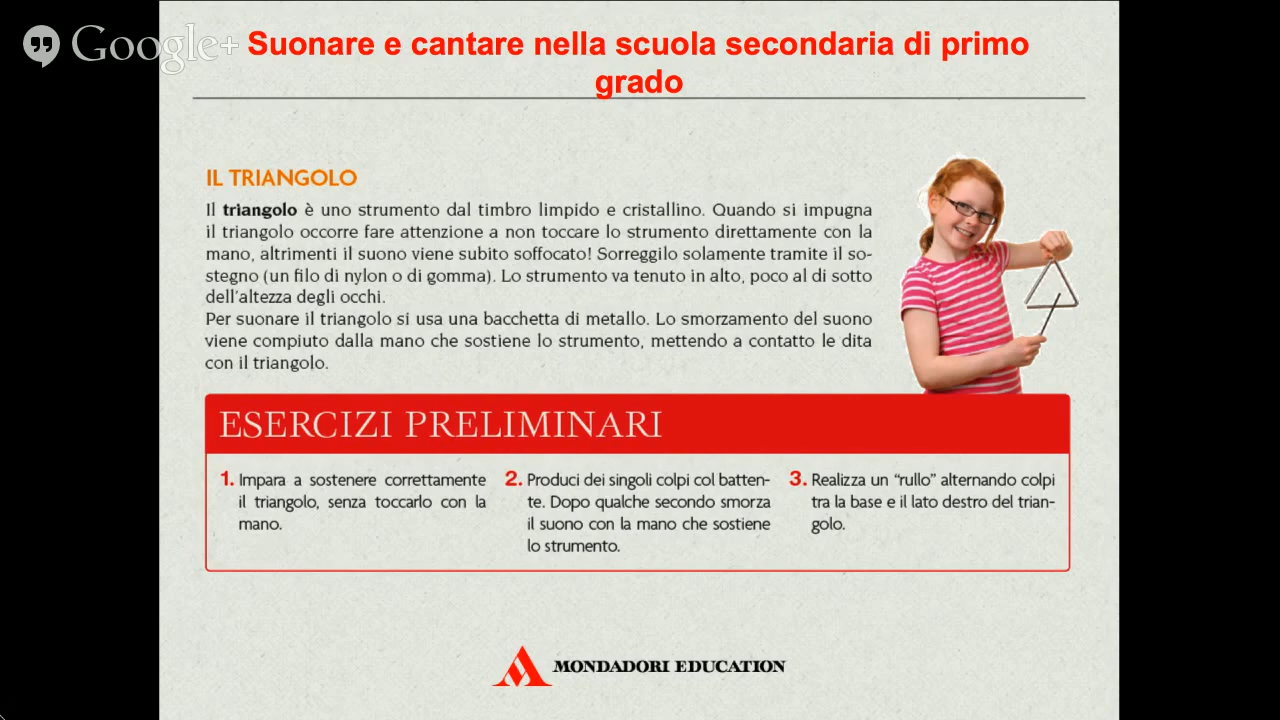 Google+
Suonare e cantare nella scuola secondaria di primo
grado
IL TRIANGOLO
Il triangolo è uno strumento dal timbro limpido e cristallino. Quando si impugna
il triangolo occorre fare attenzione a non toccare lo strumento direttamente con la
mano, altrimenti il suono viene subito soffocato! Sorreggilo solamente tramite il so-
stegno (un filo di nylon o di gomma). Lo strumento va tenuto in alto, poco al di sotto
dell'altezza degli occhi.
Per suonare il triangolo si usa una bacchetta di metallo. Lo smorzamento del suono
viene compiuto dalla mano che sostiene lo strumento, mettendo a contatto le dita
con il triangolo.
ESERCIZI PRELIMINARI
1. Impara a sostenere correttamente
il triangolo, senza toccarlo con la
mano.
2. Produci dei singoli colpi col batten-
te. Dopo qualche secondo smorza
il suono con la mano che sostiene
lo strumento.
3. Realizza un “rullo” alternando colpi
tra la base e il lato destro del trian-
golo.
MONDADORI EDUCATION